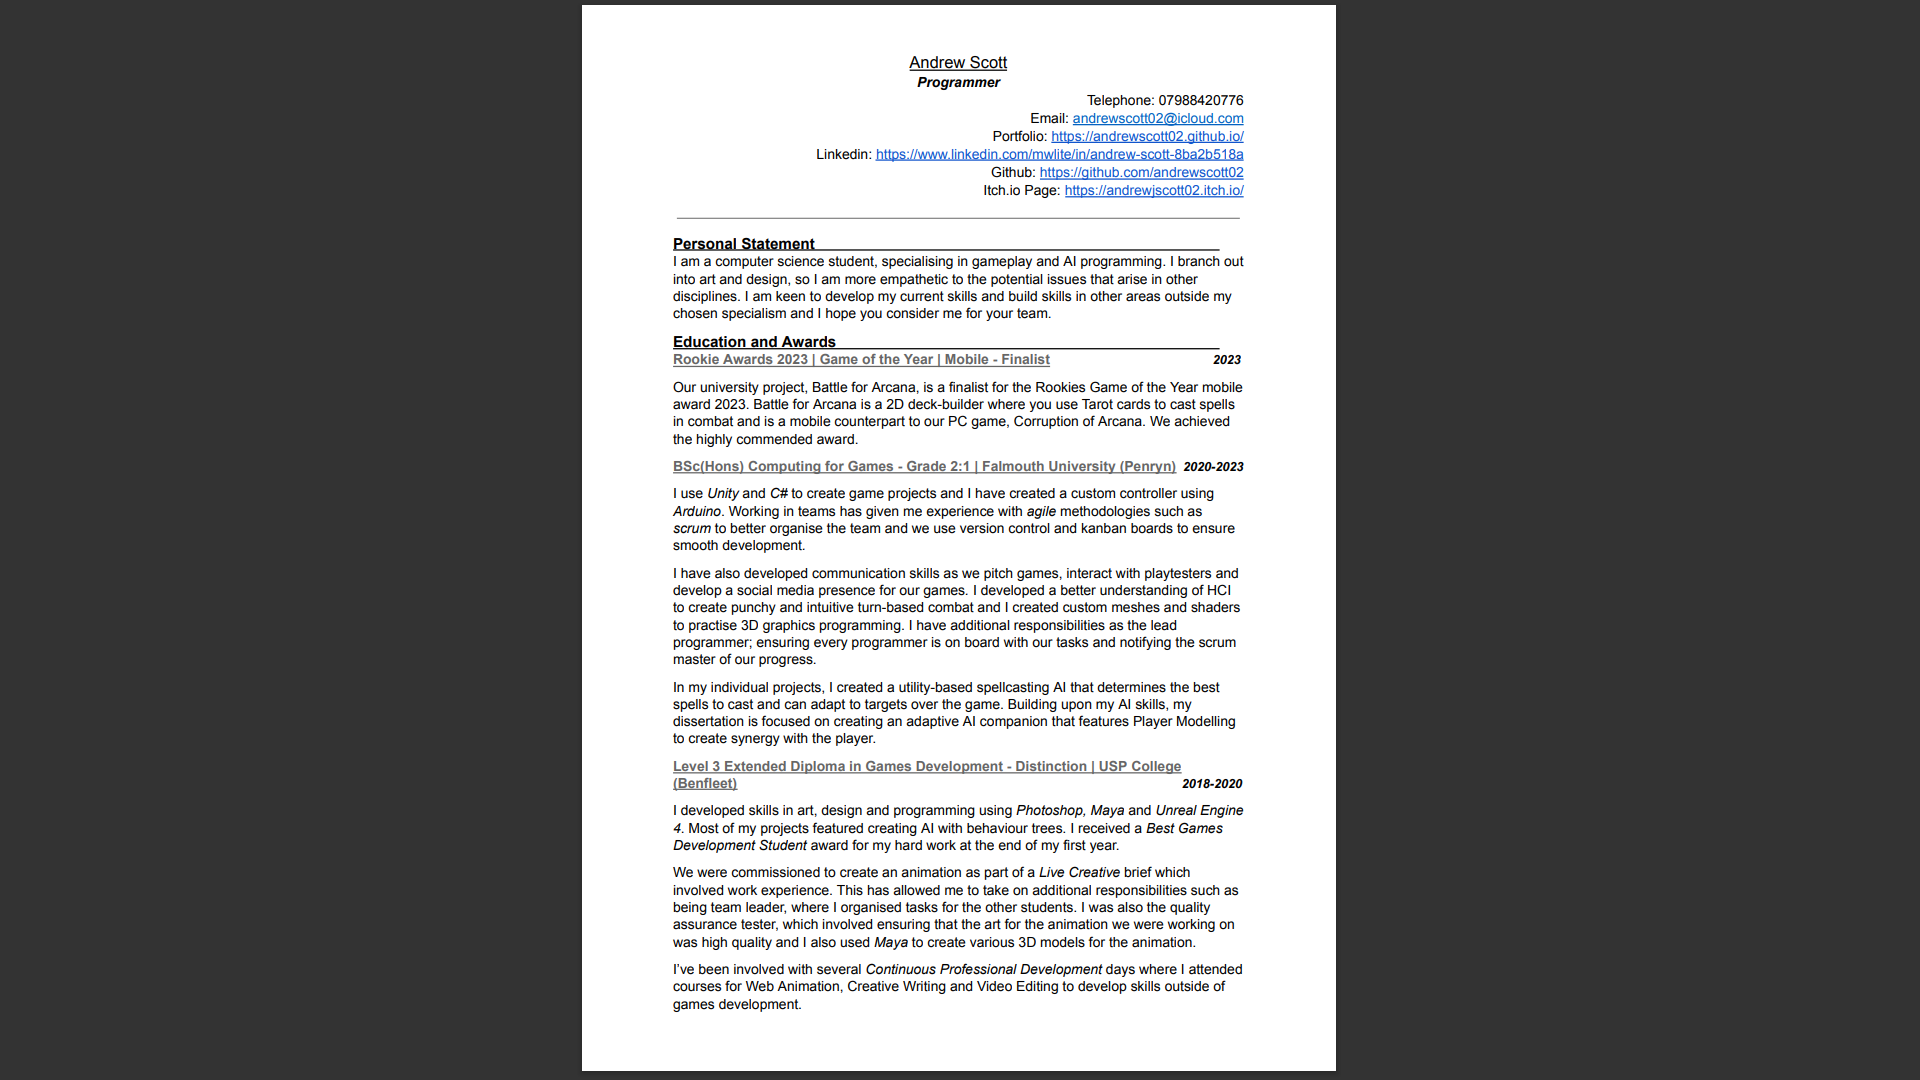 Andrew Scott
Programmer
Telephone: 07988420776
Email: andrewscott02@icloud.com
Portfolio: https://andrewscott02.github.io/
Linkedin: https://www.linkedin.com/mwlite/in/andrew-scott-8ba2b518a
Github: https://github.com/andrewscott02
Itch.io Page: https://andrewjscott02.itch.io/
Personal Statement
I am a computer science student, specialising in gameplay and AI programming. I branch out
into art and design, so I am more empathetic to the potential issues that arise in other
disciplines. I am keen to develop my current skills and build skills in other areas outside my
chosen specialism and I hope you consider me for your team.
Education and Awards
Rookie Awards 2023 | Game of the Year | Mobile - Finalist 2023
Our university project, Battle for Arcana, is a finalist for the Rookies Game of the Year mobile
award 2023. Battle for Arcana is a 2D deck-builder where you use Tarot cards to cast spells
in combat and is a mobile counterpart to our PC game, Corruption of Arcana. We achieved
the highly commended award.
BSc(Hons) Computing for Games - Grade 2:1 | Falmouth University (Penryn) 2020-2023
I use Unity and C# to create game projects and I have created a custom controller using
Arduino. Working in teams has given me experience with agile methodologies such as
scrum to better organise the team and we use version control and kanban boards to ensure
smooth development.
I have also developed communication skills as we pitch games, interact with playtesters and
develop a social media presence for our games. I developed a better understanding of HCI
to create punchy and intuitive turn-based combat and I created custom meshes and shaders
to practise 3D graphics programming. I have additional responsibilities as the lead
programmer; ensuring every programmer is on board with our tasks and notifying the scrum
master of our progress.
In my individual projects, I created a utility-based spellcasting AI that determines the best
spells to cast and can adapt to targets over the game. Building upon my AI skills, my
dissertation is focused on creating an adaptive AI companion that features Player Modelling
to create synergy with the player.
Level 3 Extended Diploma in Games Development - Distinction | USP College
(Benfleet) 2018-2020
I developed skills in art, design and programming using Photoshop, Maya and Unreal Engine
4. Most of my projects featured creating AI with behaviour trees. I received a Best Games
Development Student award for my hard work at the end of my first year.
We were commissioned to create an animation as part of a Live Creative brief which
involved work experience. This has allowed me to take on additional responsibilities such as
being team leader, where I organised tasks for the other students. I was also the quality
assurance tester, which involved ensuring that the art for the animation we were working on
was high quality and I also used Maya to create various 3D models for the animation.
I've been involved with several Continuous Professional Development days where I attended
courses for Web Animation, Creative Writing and Video Editing to develop skills outside of
games development.